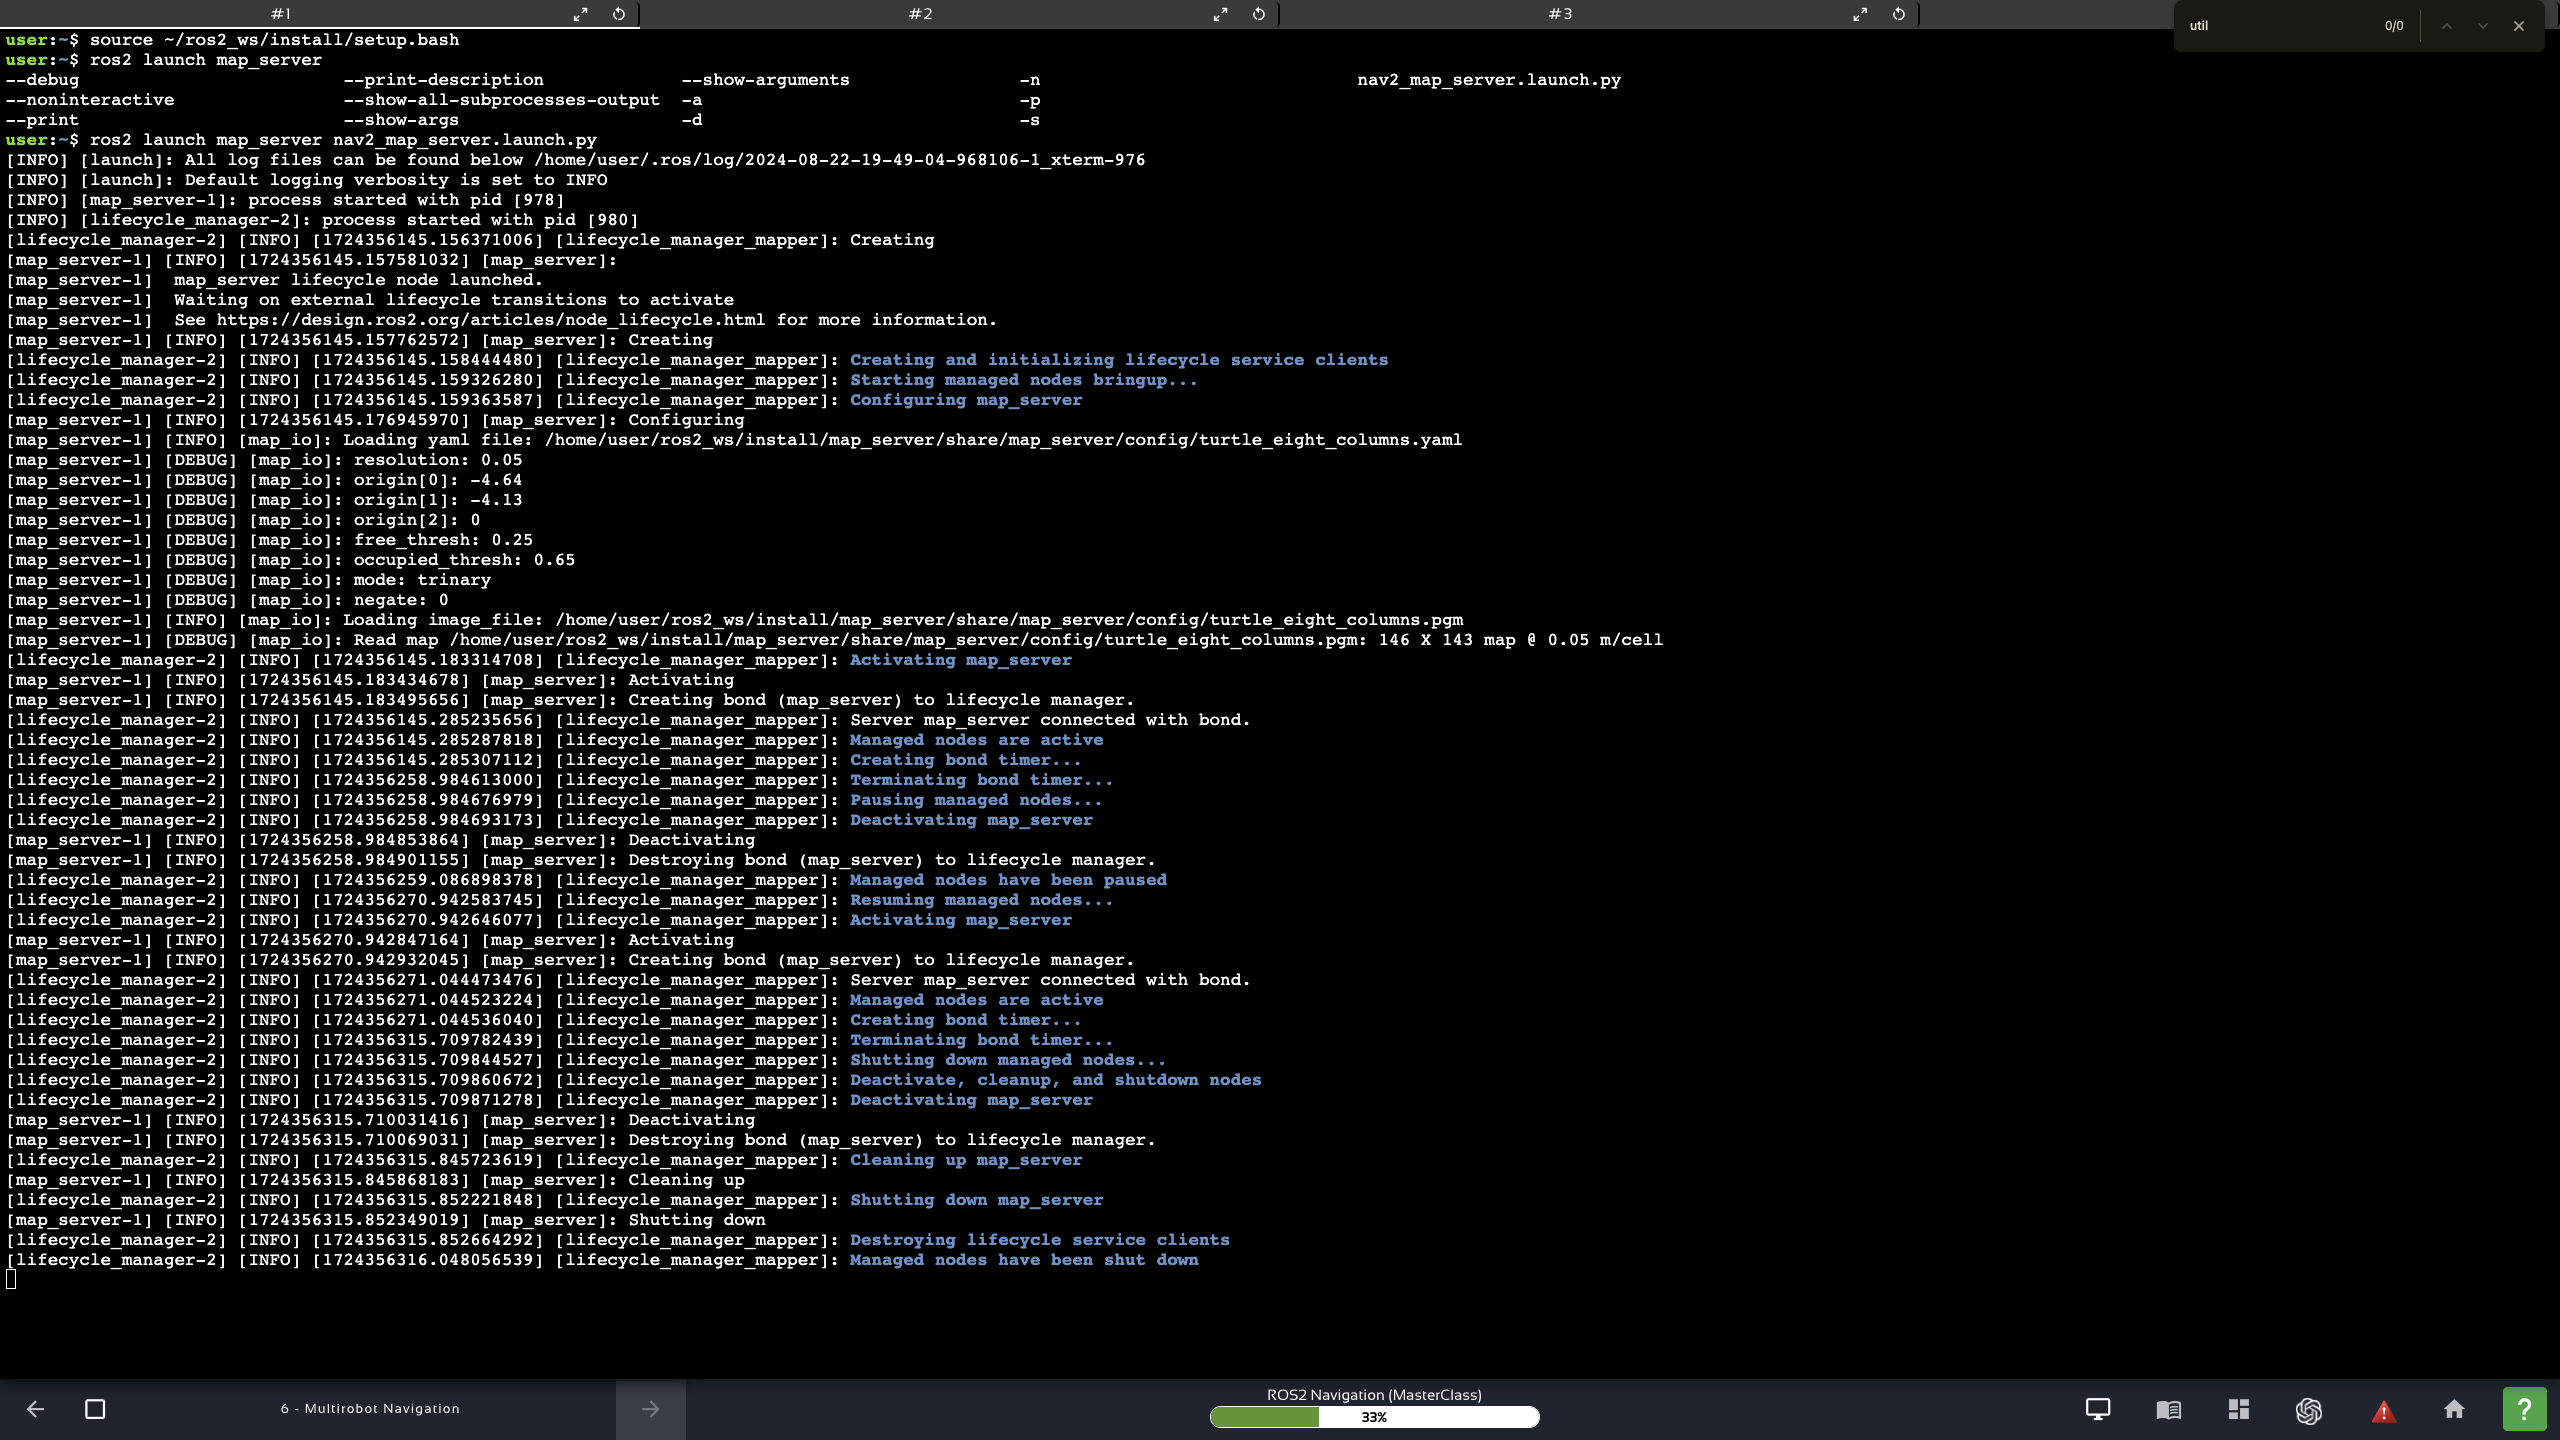 #1
#2
#3
util
0/0
user:~$ source ~/ros2_ws/install/setup.bash
user:~$ ros2 launch map_server
--debug --print-description --show-arguments -n nav2_map_server.launch.py
--noninteractive --show-all-subprocesses-output -a -p
--print --show-args -d -s
user:~$ ros2 launch map_server nav2_map_server.launch.py
[INFO] [launch]: All log files can be found below /home/user/.ros/log/2024-08-22-19-49-04-968106-1_xterm-976
[INFO] [launch]: Default logging verbosity is set to INFO
[INFO] [map_server-1]: process started with pid [978]
[INFO] [lifecycle_manager-2]: process started with pid [980]
[lifecycle_manager-2] [INFO] [1724356145.156371006] [lifecycle_manager_mapper]: Creating
[map_server-1] [INFO] [1724356145.157581032] [map_server]:
[map_server-1]  map_server lifecycle node launched.
[map_server-1]  Waiting on external lifecycle transitions to activate
[map_server-1]  See https://design.ros2.org/articles/node_lifecycle.html for more information.
[map_server-1] [INFO] [1724356145.157762572] [map_server]: Creating
[lifecycle_manager-2] [INFO] [1724356145.158444480] [lifecycle_manager_mapper]: Creating and initializing lifecycle service clients
[lifecycle_manager-2] [INFO] [1724356145.159326280] [lifecycle_manager_mapper]: Starting managed nodes bringup...
[lifecycle_manager-2] [INFO] [1724356145.159363587] [lifecycle_manager_mapper]: Configuring map_server
[map_server-1] [INFO] [1724356145.176945970] [map_server]: Configuring
[map_server-1] [INFO] [map_io]: Loading yaml file: /home/user/ros2_ws/install/map_server/share/map_server/config/turtle_eight_columns.yaml
[map_server-1] [DEBUG] [map_io]: resolution: 0.05
[map_server-1] [DEBUG] [map_io]: origin[0]: -4.64
[map_server-1] [DEBUG] [map_io]: origin[1]: -4.13
[map_server-1] [DEBUG] [map_io]: origin[2]: 0
[map_server-1] [DEBUG] [map_io]: free_thresh: 0.25
[map_server-1] [DEBUG] [map_io]: occupied_thresh: 0.65
[map_server-1] [DEBUG] [map_io]: mode: trinary
[map_server-1] [DEBUG] [map_io]: negate: 0
[map_server-1] [INFO] [map_io]: Loading image_file: /home/user/ros2_ws/install/map_server/share/map_server/config/turtle_eight_columns.pgm
[map_server-1] [DEBUG] [map_io]: Read map /home/user/ros2_ws/install/map_server/share/map_server/config/turtle_eight_columns.pgm: 146 X 143 map @ 0.05 m/cell
[lifecycle_manager-2] [INFO] [1724356145.183314708] [lifecycle_manager_mapper]: Activating map_server
[map_server-1] [INFO] [1724356145.183434678] [map_server]: Activating
[map_server-1] [INFO] [1724356145.183495656] [map_server]: Creating bond (map_server) to lifecycle manager.
[lifecycle_manager-2] [INFO] [1724356145.285235656] [lifecycle_manager_mapper]: Server map_server connected with bond.
[lifecycle_manager-2] [INFO] [1724356145.285287818] [lifecycle_manager_mapper]: Managed nodes are active
[lifecycle_manager-2] [INFO] [1724356145.285307112] [lifecycle_manager_mapper]: Creating bond timer...
[lifecycle_manager-2] [INFO] [1724356258.984613000] [lifecycle_manager_mapper]: Terminating bond timer...
[lifecycle_manager-2] [INFO] [1724356258.984676979] [lifecycle_manager_mapper]: Pausing managed nodes...
[lifecycle_manager-2] [INFO] [1724356258.984693173] [lifecycle_manager_mapper]: Deactivating map_server
[map_server-1] [INFO] [1724356258.984853864] [map_server]: Deactivating
[map_server-1] [INFO] [1724356258.984901155] [map_server]: Destroying bond (map_server) to lifecycle manager.
[lifecycle_manager-2] [INFO] [1724356259.086898378] [lifecycle_manager_mapper]: Managed nodes have been paused
[lifecycle_manager-2] [INFO] [1724356270.942583745] [lifecycle_manager_mapper]: Resuming managed nodes...
[lifecycle_manager-2] [INFO] [1724356270.942646077] [lifecycle_manager_mapper]: Activating map_server
[map_server-1] [INFO] [1724356270.942847164] [map_server]: Activating
[map_server-1] [INFO] [1724356270.942932045] [map_server]: Creating bond (map_server) to lifecycle manager.
[lifecycle_manager-2] [INFO] [1724356271.044473476] [lifecycle_manager_mapper]: Server map_server connected with bond.
[lifecycle_manager-2] [INFO] [1724356271.044523224] [lifecycle_manager_mapper]: Managed nodes are active
[lifecycle_manager-2] [INFO] [1724356271.044536040] [lifecycle_manager_mapper]: Creating bond timer...
[lifecycle_manager-2] [INFO] [1724356315.709782439] [lifecycle_manager_mapper]: Terminating bond timer...
[lifecycle_manager-2] [INFO] [1724356315.709844527] [lifecycle_manager_mapper]: Shutting down managed nodes...
[lifecycle_manager-2] [INFO] [1724356315.709860672] [lifecycle_manager_mapper]: Deactivate, cleanup, and shutdown nodes
[lifecycle_manager-2] [INFO] [1724356315.709871278] [lifecycle_manager_mapper]: Deactivating map_server
[map_server-1] [INFO] [1724356315.710031416] [map_server]: Deactivating
[map_server-1] [INFO] [1724356315.710069031] [map_server]: Destroying bond (map_server) to lifecycle manager.
[lifecycle_manager-2] [INFO] [1724356315.845723619] [lifecycle_manager_mapper]: Cleaning up map_server
[map_server-1] [INFO] [1724356315.845868183] [map_server]: Cleaning up
[lifecycle_manager-2] [INFO] [1724356315.852221848] [lifecycle_manager_mapper]: Shutting down map_server
[map_server-1] [INFO] [1724356315.852349019] [map_server]: Shutting down
[lifecycle_manager-2] [INFO] [1724356315.852664292] [lifecycle_manager_mapper]: Destroying lifecycle service clients
[lifecycle_manager-2] [INFO] [1724356316.048056539] [lifecycle_manager_mapper]: Managed nodes have been shut down
6 - Multirobot Navigation
ROS2 Navigation (MasterClass)
33%
?